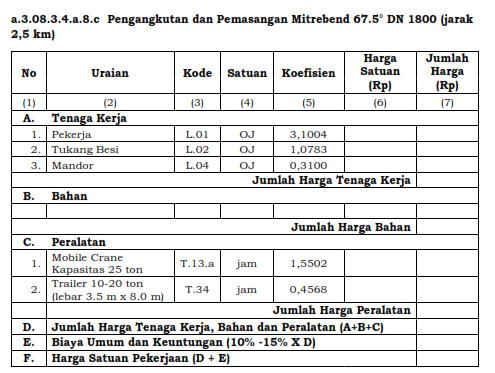 a.3.08.3.4.a.8.c Pengangkutan dan Pemasangan Mitrebend 67.5° DN 1800 (jarak
2,5 km)
No Uraian Kode Satuan Koefisien Harga Satuan (Rp) Jumlah Harga (Rp)
(1) (2) (3) (4) (5) (6) (7)
A. Tenaga Kerja
1. Pekerja L.01 OJ 3,1004
2. Tukang Besi L.02 OJ 1,0783
3. Mandor L.04 OJ 0,3100
Jumlah Harga Tenaga Kerja
B. Bahan
Jumlah Harga Bahan
C. Peralatan
1. Mobile Crane Kapasitas 25 ton T.13.a jam 1,5502
2. Trailer 10-20 ton (lebar 3.5 m x 8.0 m) T.34 jam 0,4568
Jumlah Harga Peralatan
D. Jumlah Harga Tenaga Kerja, Bahan dan Peralatan (A+B+C)
E. Biaya Umum dan Keuntungan (10% -15% X D)
F. Harga Satuan Pekerjaan (D + E)